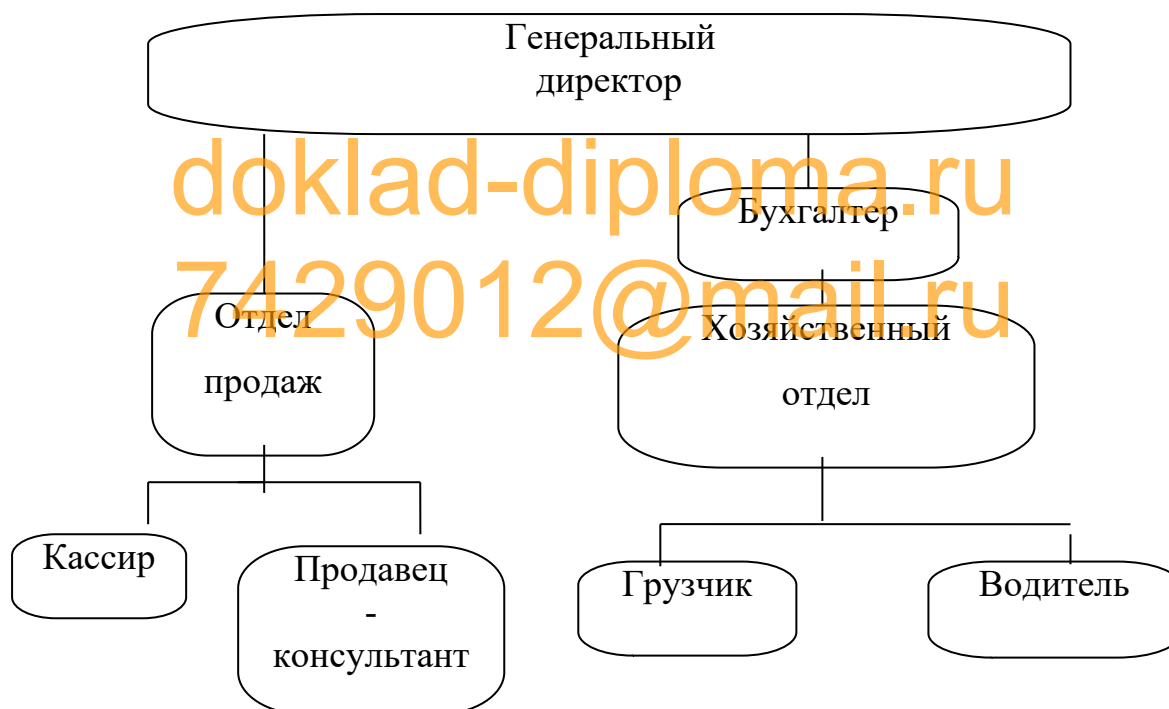 Генеральный
директор
doklad-diploma.ru
Бухгалтер
7429012@mail.ru
Отдел
продаж
Хозяйственный
отдел
Кассир
Продавец
-
консультант
Грузчик
Водитель